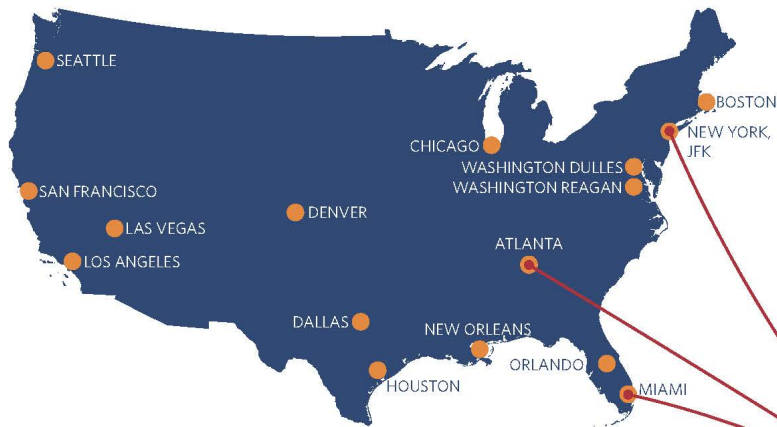 SEATTLE
BOSTON
NEW YORK,
JFK
CHICAGO
WASHINGTON DULLES
WASHINGTON REAGAN
SAN FRANCISCO
DENVER
LAS VEGAS
ATLANTA
LOS ANGELES
DALLAS
NEW ORLEANS
ORLANDO
HOUSTON
MIAMI